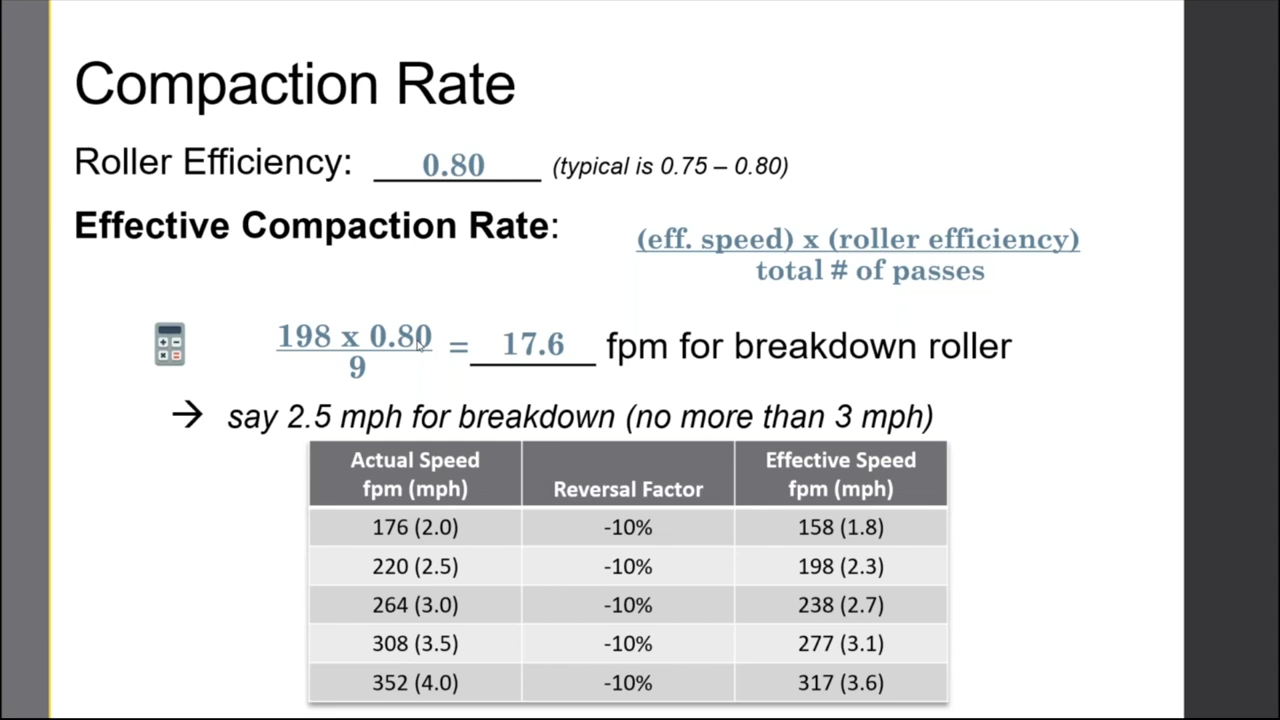 Compaction Rate
Roller Efficiency: 0.80 (typical is 0.75 – 0.80)
Effective Compaction Rate:
(eff. speed) x (roller efficiency)
total # of passes
198 x 0.80
9
= 17.6 fpm for breakdown roller
→ say 2.5 mph for breakdown (no more than 3 mph)
Actual Speed fpm (mph) Reversal Factor Effective Speed fpm (mph)
176 (2.0) -10% 158 (1.8)
220 (2.5) -10% 198 (2.3)
264 (3.0) -10% 238 (2.7)
308 (3.5) -10% 277 (3.1)
352 (4.0) -10% 317 (3.6)